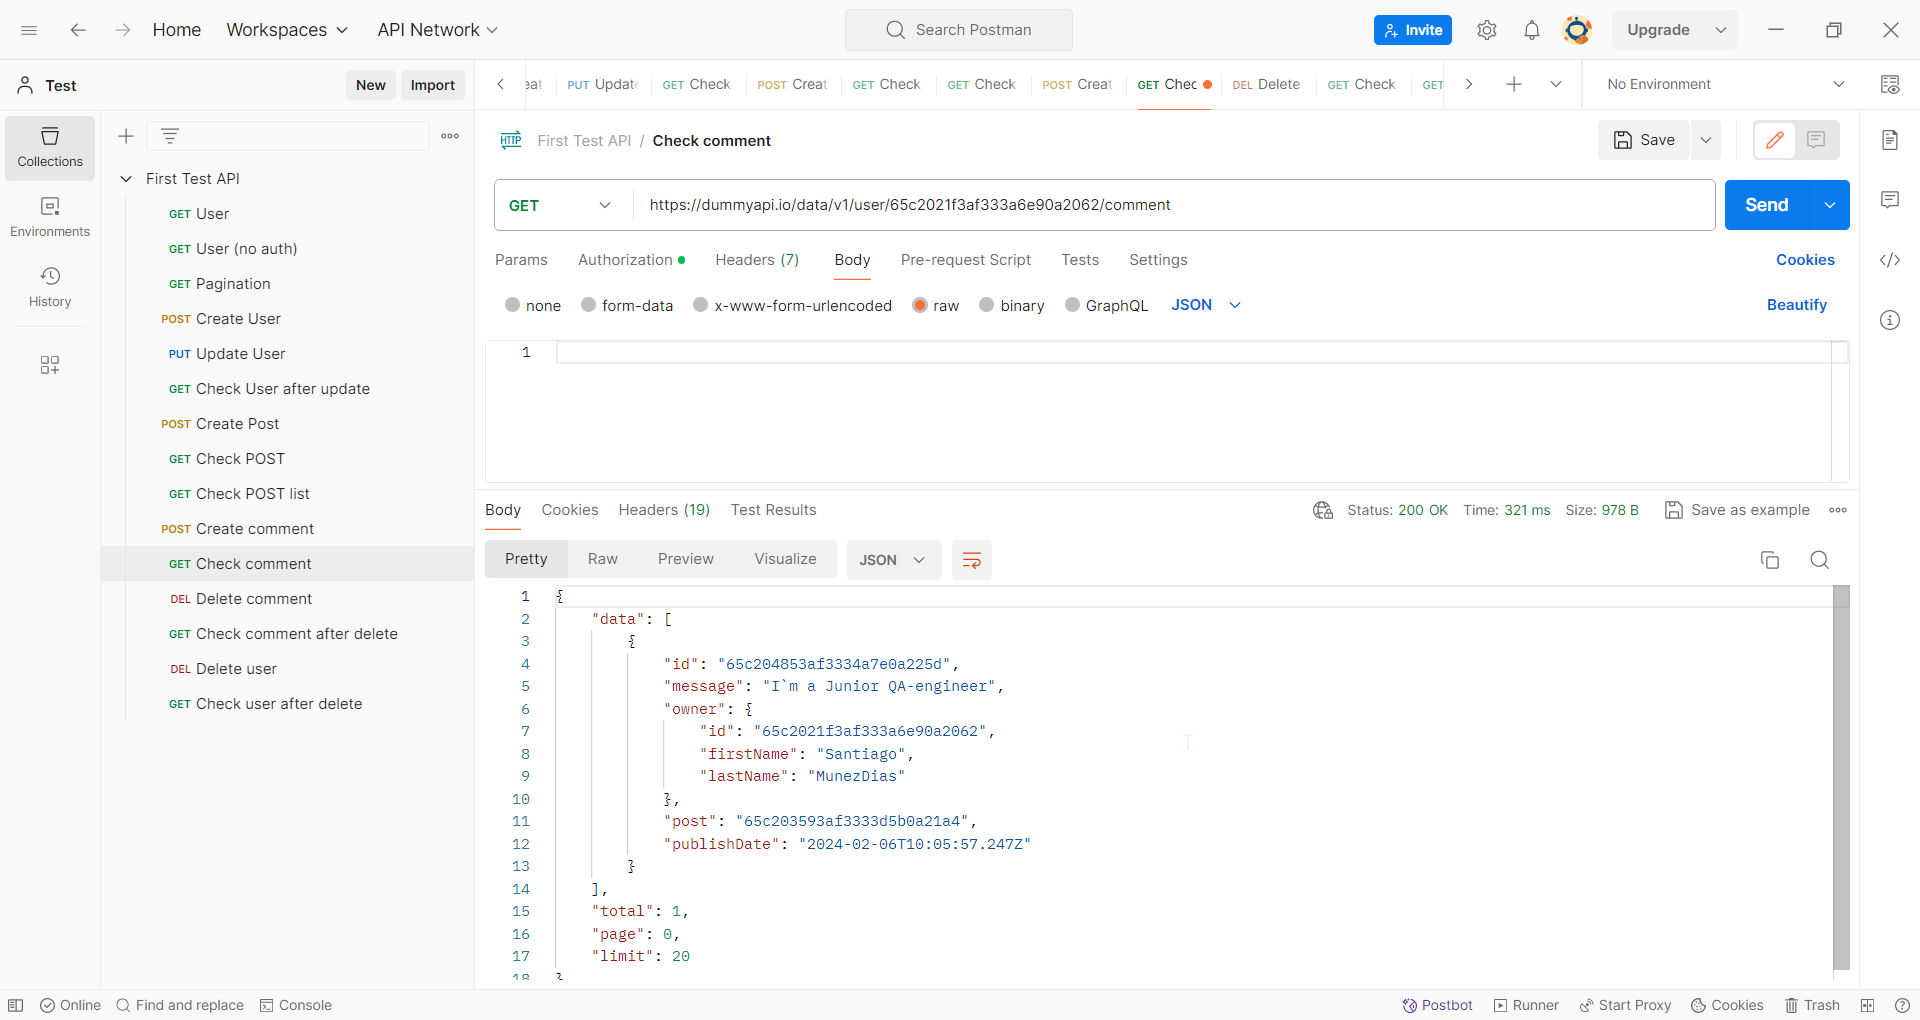 Home
Workspaces
API Network
Search Postman
Invite
Upgrade
Test
New
Import
PUT Updat
GET Check
POST Creat
GET Check
GET Check
POST Creat
GET Chec
DEL Delete
GET Check
GET
No Environment
Collections
Environments
History
First Test API
GET User
GET User (no auth)
GET Pagination
POST Create User
PUT Update User
GET Check User after update
POST Create Post
GET Check POST
GET Check POST list
POST Create comment
GET Check comment
DEL Delete comment
GET Check comment after delete
DEL Delete user
GET Check user after delete
HTTP First Test API / Check comment
Save
GET
https://dummyapi.io/data/v1/user/65c2021f3af333a6e90a2062/comment
Send
Params Authorization Headers (7) Body Pre-request Script Tests Settings Cookies
none form-data x-www-form-urlencoded raw binary GraphQL JSON Beautify
1
Body Cookies Headers (19) Test Results
Status: 200 OK Time: 321 ms Size: 978 B Save as example
Pretty Raw Preview Visualize JSON
1 {
2 "data": [
3 {
4 "id": "65c204853af3334a7e0a225d",
5 "message": "I`m a Junior QA-engineer",
6 "owner": {
7 "id": "65c2021f3af333a6e90a2062",
8 "firstName": "Santiago",
9 "lastName": "MunezDias"
10 },
11 "post": "65c203593af3333d5b0a21a4",
12 "publishDate": "2024-02-06T10:05:57.247Z"
13 }
14 ],
15 "total": 1,
16 "page": 0,
17 "limit": 20
18 }
Online Find and replace Console
Postbot Runner Start Proxy Cookies Trash